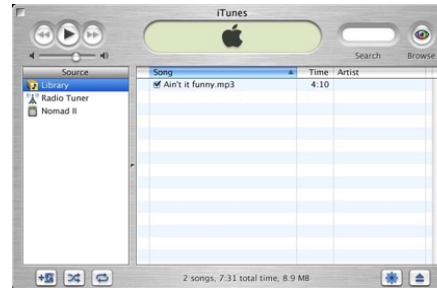 iTunes
Search
Browse
Source
Song Time Artist
Library
Ain't it funny.mp3 4:10
Radio Tuner
Nomad II
2 songs, 7:31 total time, 8.9 MB